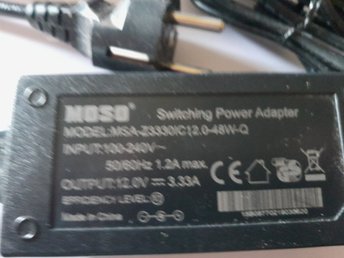 MOSO Switching Power Adapter
MODEL:MSA-Z3330IC12.0-48W-Q
INPUT:100-240V~
50/60Hz 1.2A max.
OUTPUT:12.0V⎓3.33A
EFFICIENCY LEVEL
Made In China